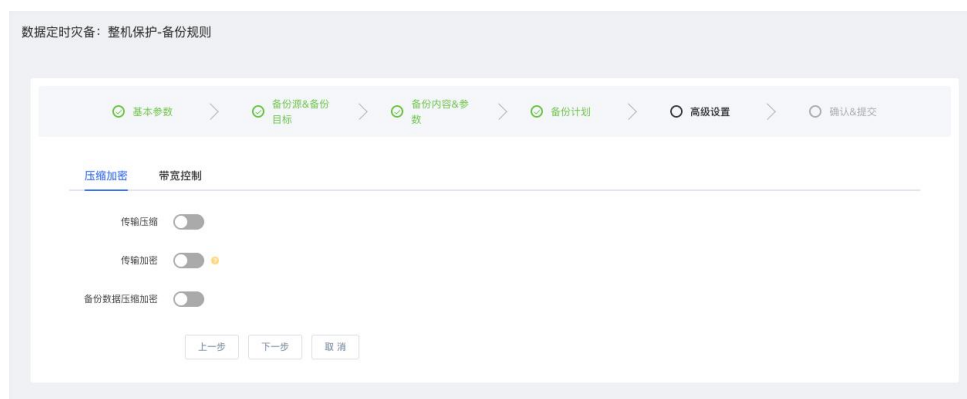 数据定时灾备：整机保护-备份规则
基本参数
备份源&备份
目标
备份内容&参
数
备份计划
高级设置
确认&提交
压缩加密 带宽控制
传输压缩
传输加密
备份数据压缩加密
上一步 下一步 取 消